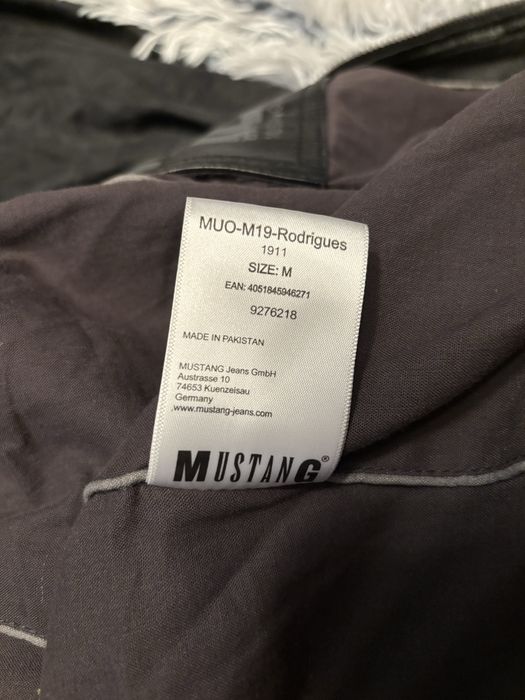 MUO-M19-Rodrigues
1911
SIZE: M
EAN: 4051845946271
9276218
MADE IN PAKISTAN
MUSTANG Jeans GmbH
Austrasse 10
74653 Kuenzelsau
Germany
www.mustang-jeans.com
MUSTANG®